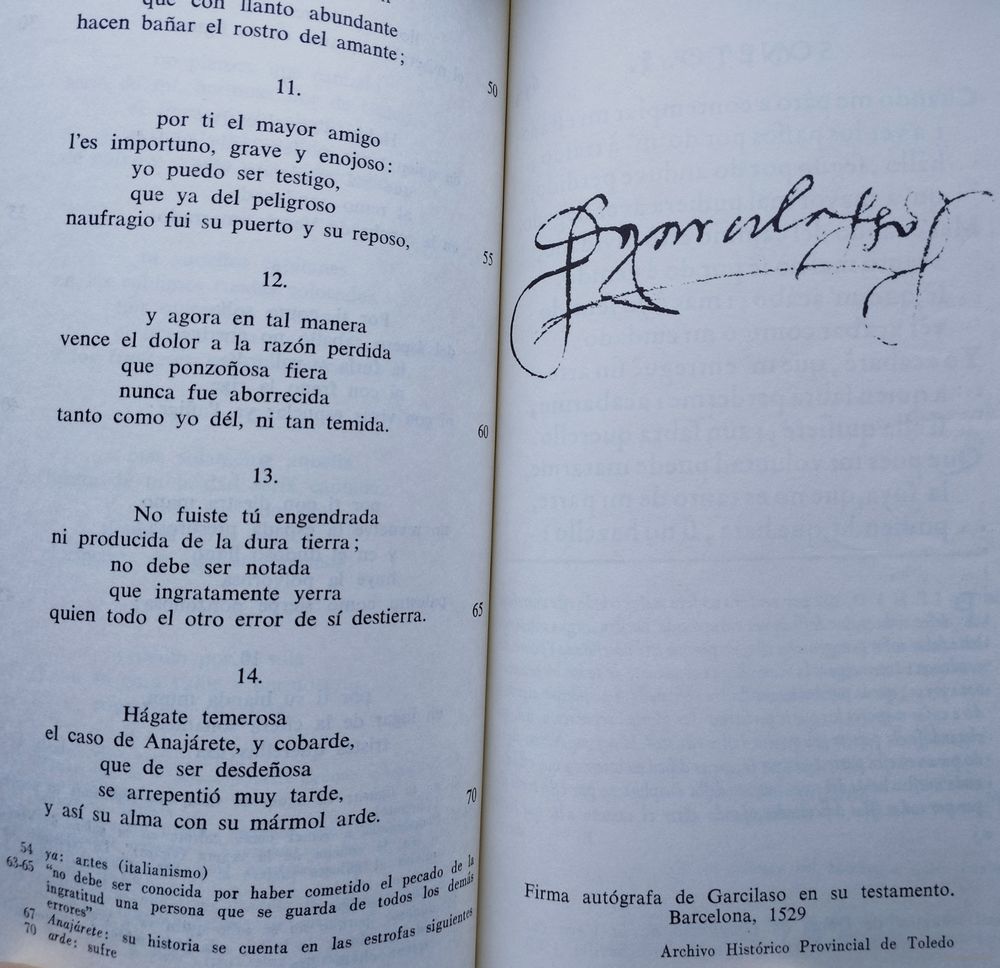 que con llanto abundante
hacen bañar el rostro del amante;
50
11.
por ti el mayor amigo
l'es importuno, grave y enojoso:
yo puedo ser testigo,
que ya del peligroso
naufragio fui su puerto y su reposo,
55
12.
y agora en tal manera
vence el dolor a la razón perdida
que ponzoñosa fiera
nunca fue aborrecida
tanto como yo dél, ni tan temida.
60
13.
No fuiste tú engendrada
ni producida de la dura tierra;
no debe ser notada
que ingratamente yerra
quien todo el otro error de sí destierra.
65
14.
Hágate temerosa
el caso de Anajárete, y cobarde,
que de ser desdeñosa
se arrepentió muy tarde,
70
y así su alma con su mármol arde.
54 ya: antes (italianismo)
63-65 "no debe ser conocida por haber cometido el pecado de la
ingratitud una persona que se guarda de todos los demás
errores"
67 Anajárete: su historia se cuenta en las estrofas siguientes
70 arde: sufre
Garcilasso
Firma autógrafa de Garcilaso en su testamento.
Barcelona, 1529
Archivo Histórico Provincial de Toledo